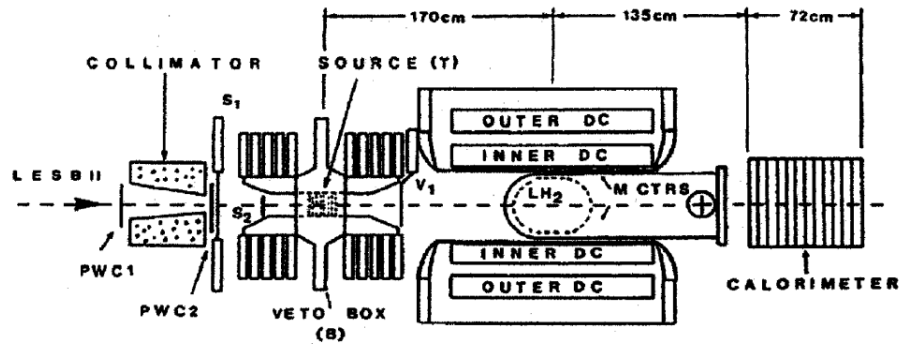 170cm
135cm
72cm
COLLIMATOR
SOURCE (T)
S1
OUTER DC
INNER DC
LESBII
V1
M CTRS
LH2
S2
PWC1
INNER DC
OUTER DC
CALORIMETER
PWC2
VETO BOX
(B)